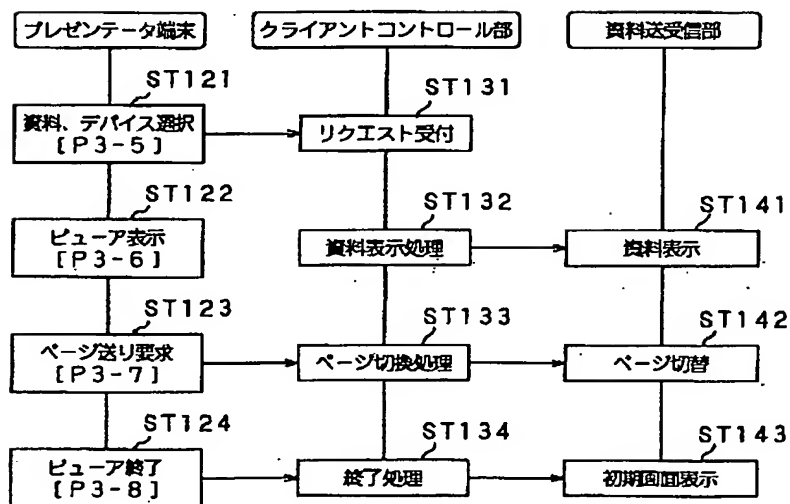 プレゼンテータ端末
クライアントコントロール部
資料送受信部
ST121
ST131
資料、デバイス選択
[P3-5]
リクエスト受付
ST122
ST132
ST141
ビューア表示
[P3-6]
資料表示処理
資料表示
ST123
ST133
ST142
ページ送り要求
[P3-7]
ページ切換処理
ページ切替
ST124
ST134
ST143
ビューア終了
[P3-8]
終了処理
初期画面表示